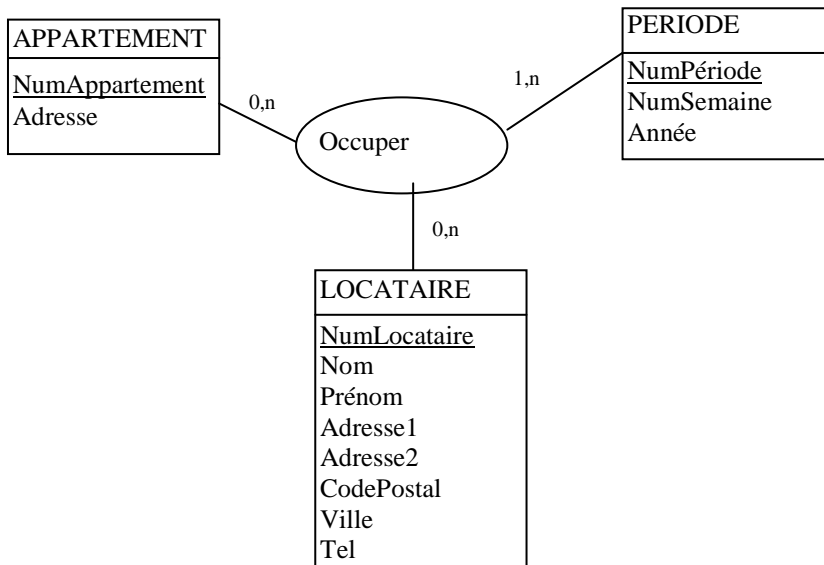 APPARTEMENT
NumAppartement
Adresse
0,n
Occuper
1,n
PERIODE
NumPériode
NumSemaine
Année
0,n
LOCATAIRE
NumLocataire
Nom
Prénom
Adresse1
Adresse2
CodePostal
Ville
Tel